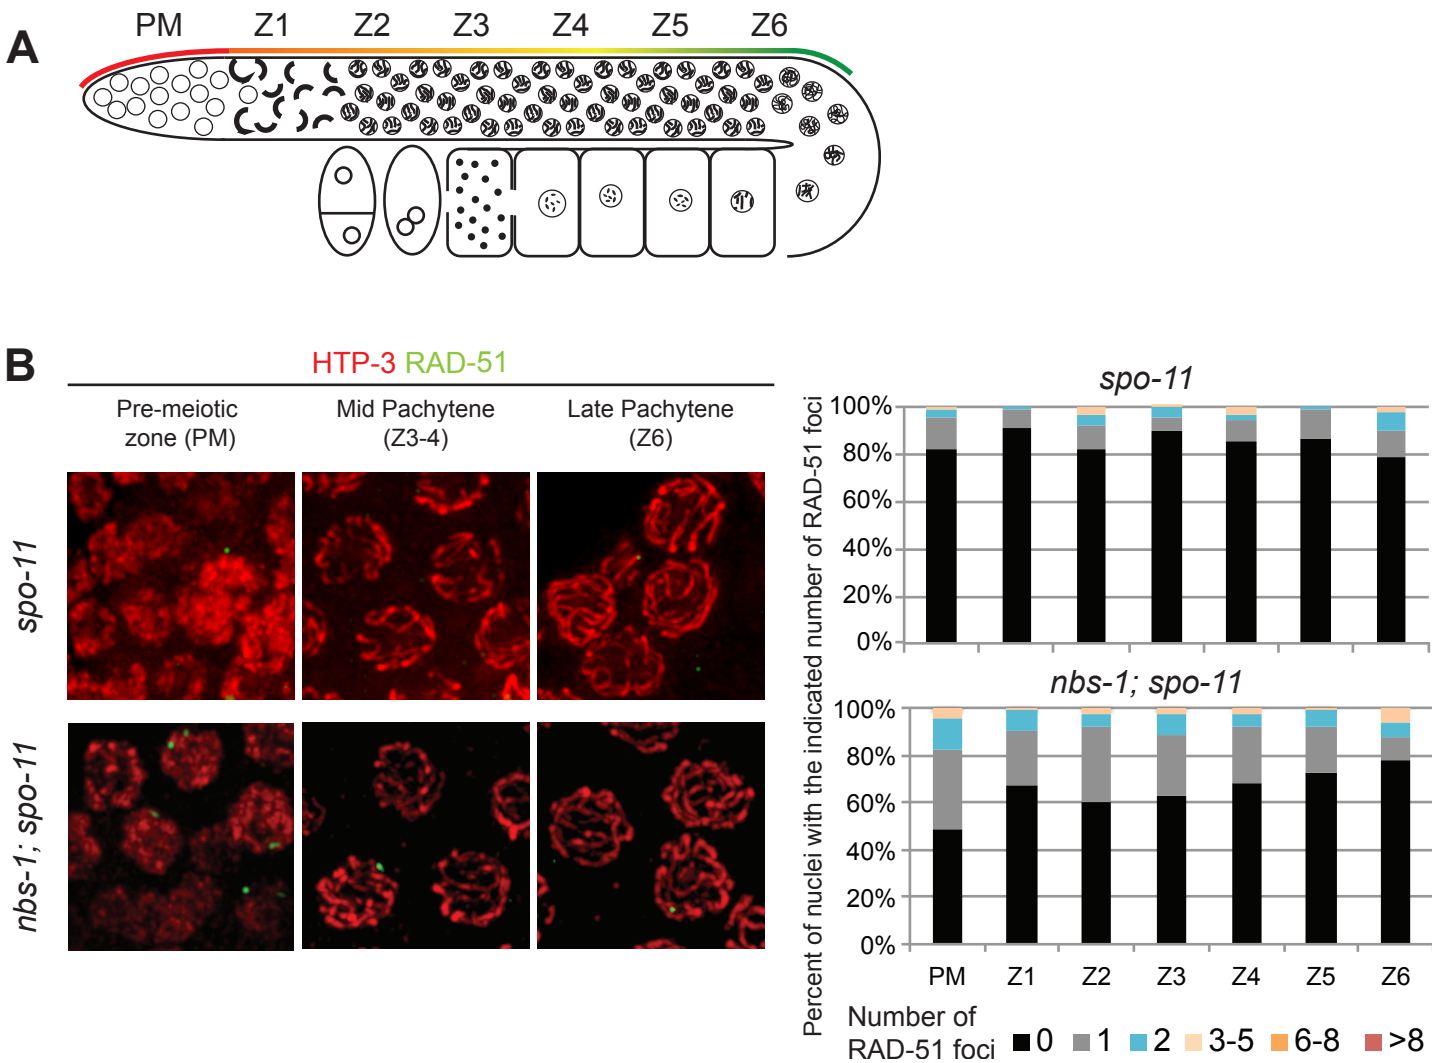 A
PM Z1 Z2 Z3 Z4 Z5 Z6
B
HTP-3 RAD-51
Pre-meiotic zone (PM)
Mid Pachytene (Z3-4)
Late Pachytene (Z6)
spo-11
nbs-1; spo-11
Percent of nuclei with the indicated number of RAD-51 foci
spo-11
100%
80%
60%
40%
20%
0%
nbs-1; spo-11
100%
80%
60%
40%
20%
0%
PM Z1 Z2 Z3 Z4 Z5 Z6
Number of
RAD-51 foci 0 1 2 3-5 6-8 >8